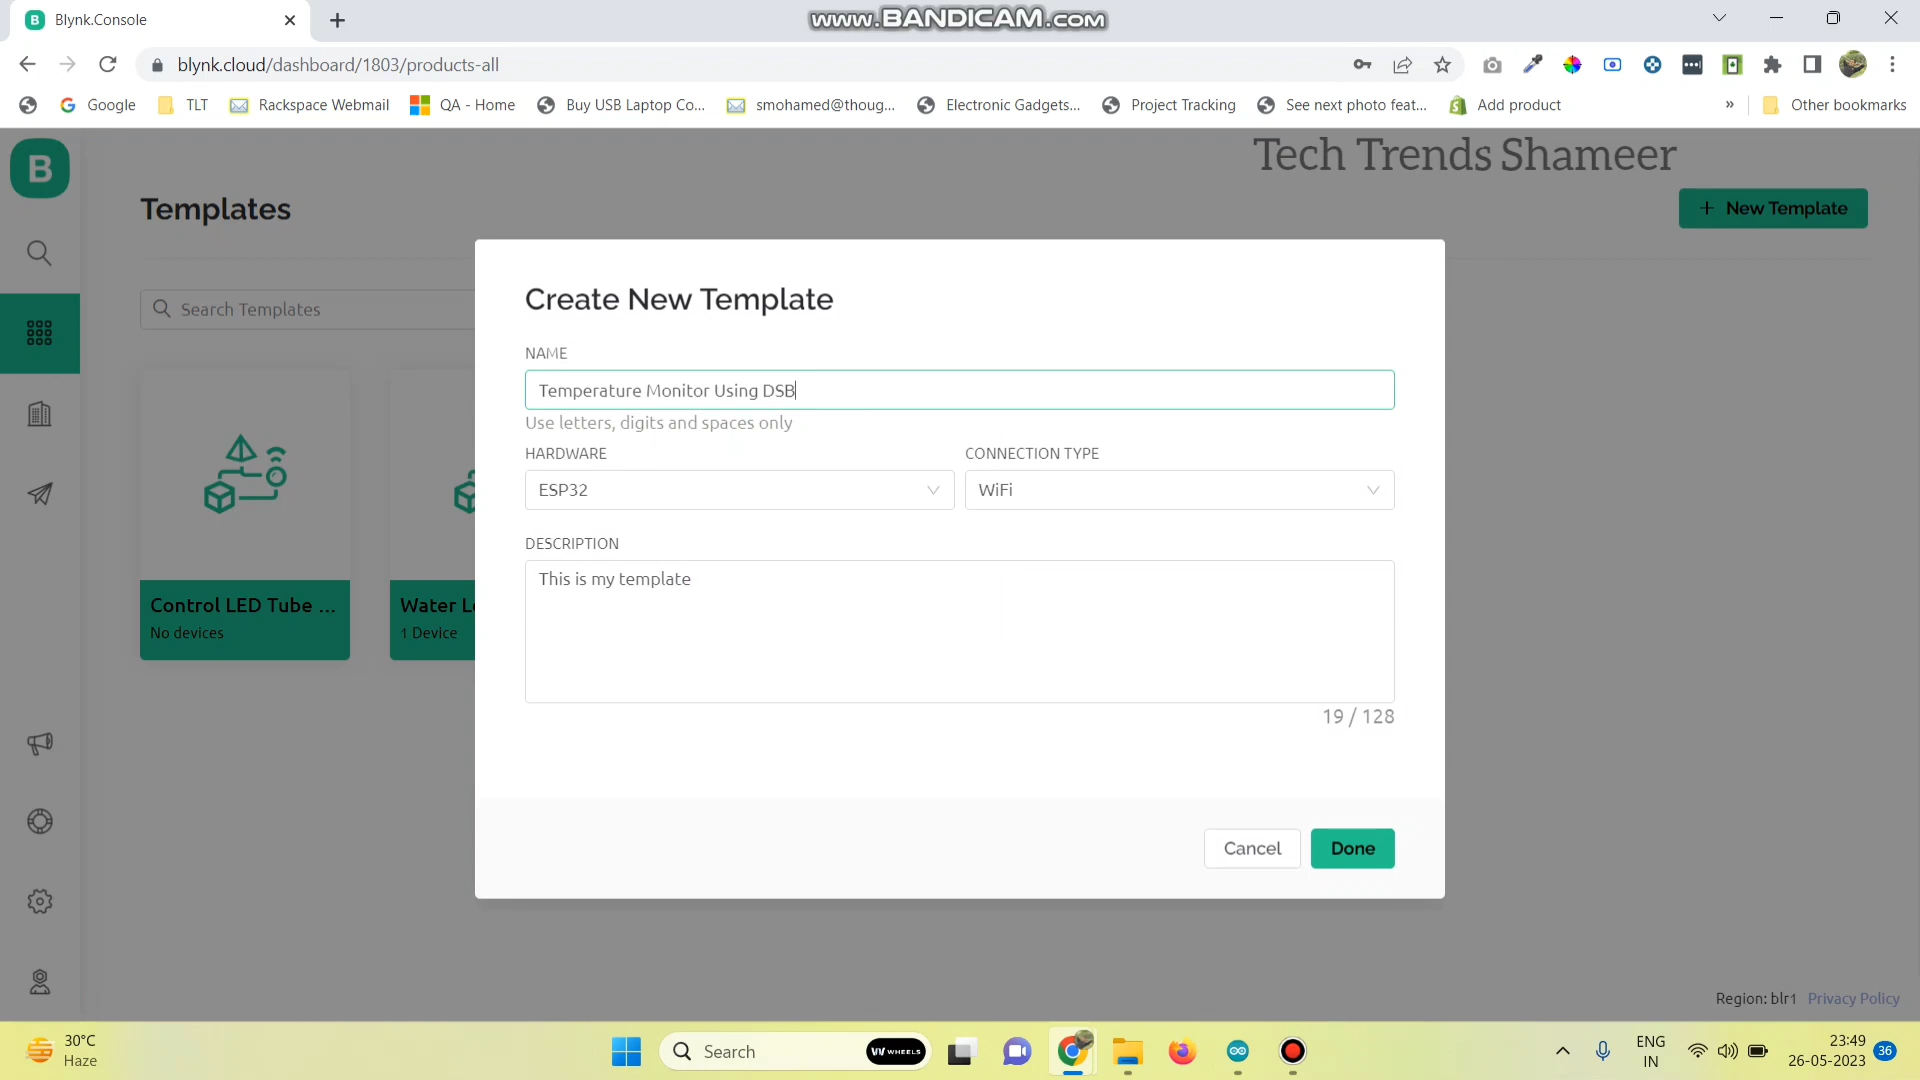 B
Blynk.Console
www.BANDICAM.com
blynk.cloud/dashboard/1803/products-all
Google
TLT
Rackspace Webmail
QA - Home
Buy USB Laptop Co...
smohamed@thoug...
Electronic Gadgets...
Project Tracking
See next photo feat...
Add product
»
Other bookmarks
B
Tech Trends Shameer
Templates
+ New Template
Search Templates
Create New Template
NAME
Temperature Monitor Using DSB
Use letters, digits and spaces only
HARDWARE
CONNECTION TYPE
ESP32
WiFi
DESCRIPTION
This is my template
19 / 128
Control LED Tube ...
No devices
Water L
1 Device
Cancel
Done
Region: blr1 Privacy Policy
30°C
Haze
Search
WHEELS
ENG
IN
23:49
26-05-2023
36